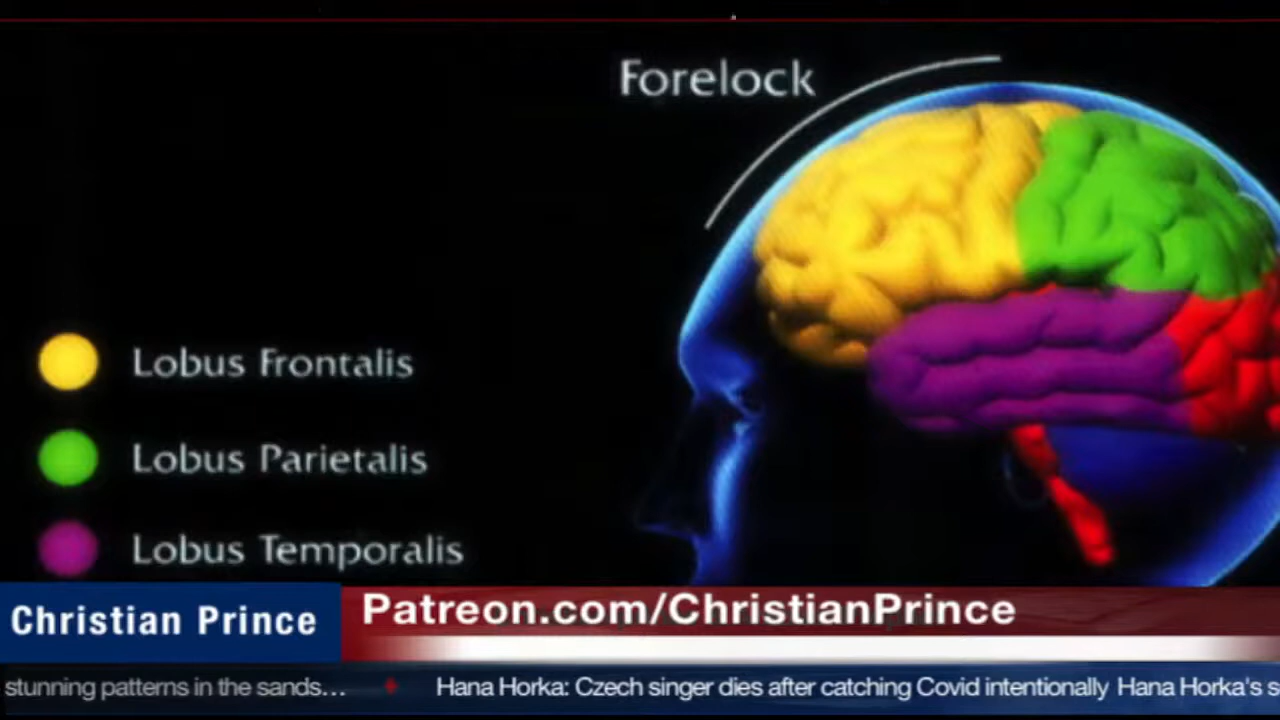 Forelock
Lobus Frontalis
Lobus Parietalis
Lobus Temporalis
Christian Prince
Patreon.com/ChristianPrince
stunning patterns in the sands... Hana Horka: Czech singer dies after catching Covid intentionally Hana Horka's s